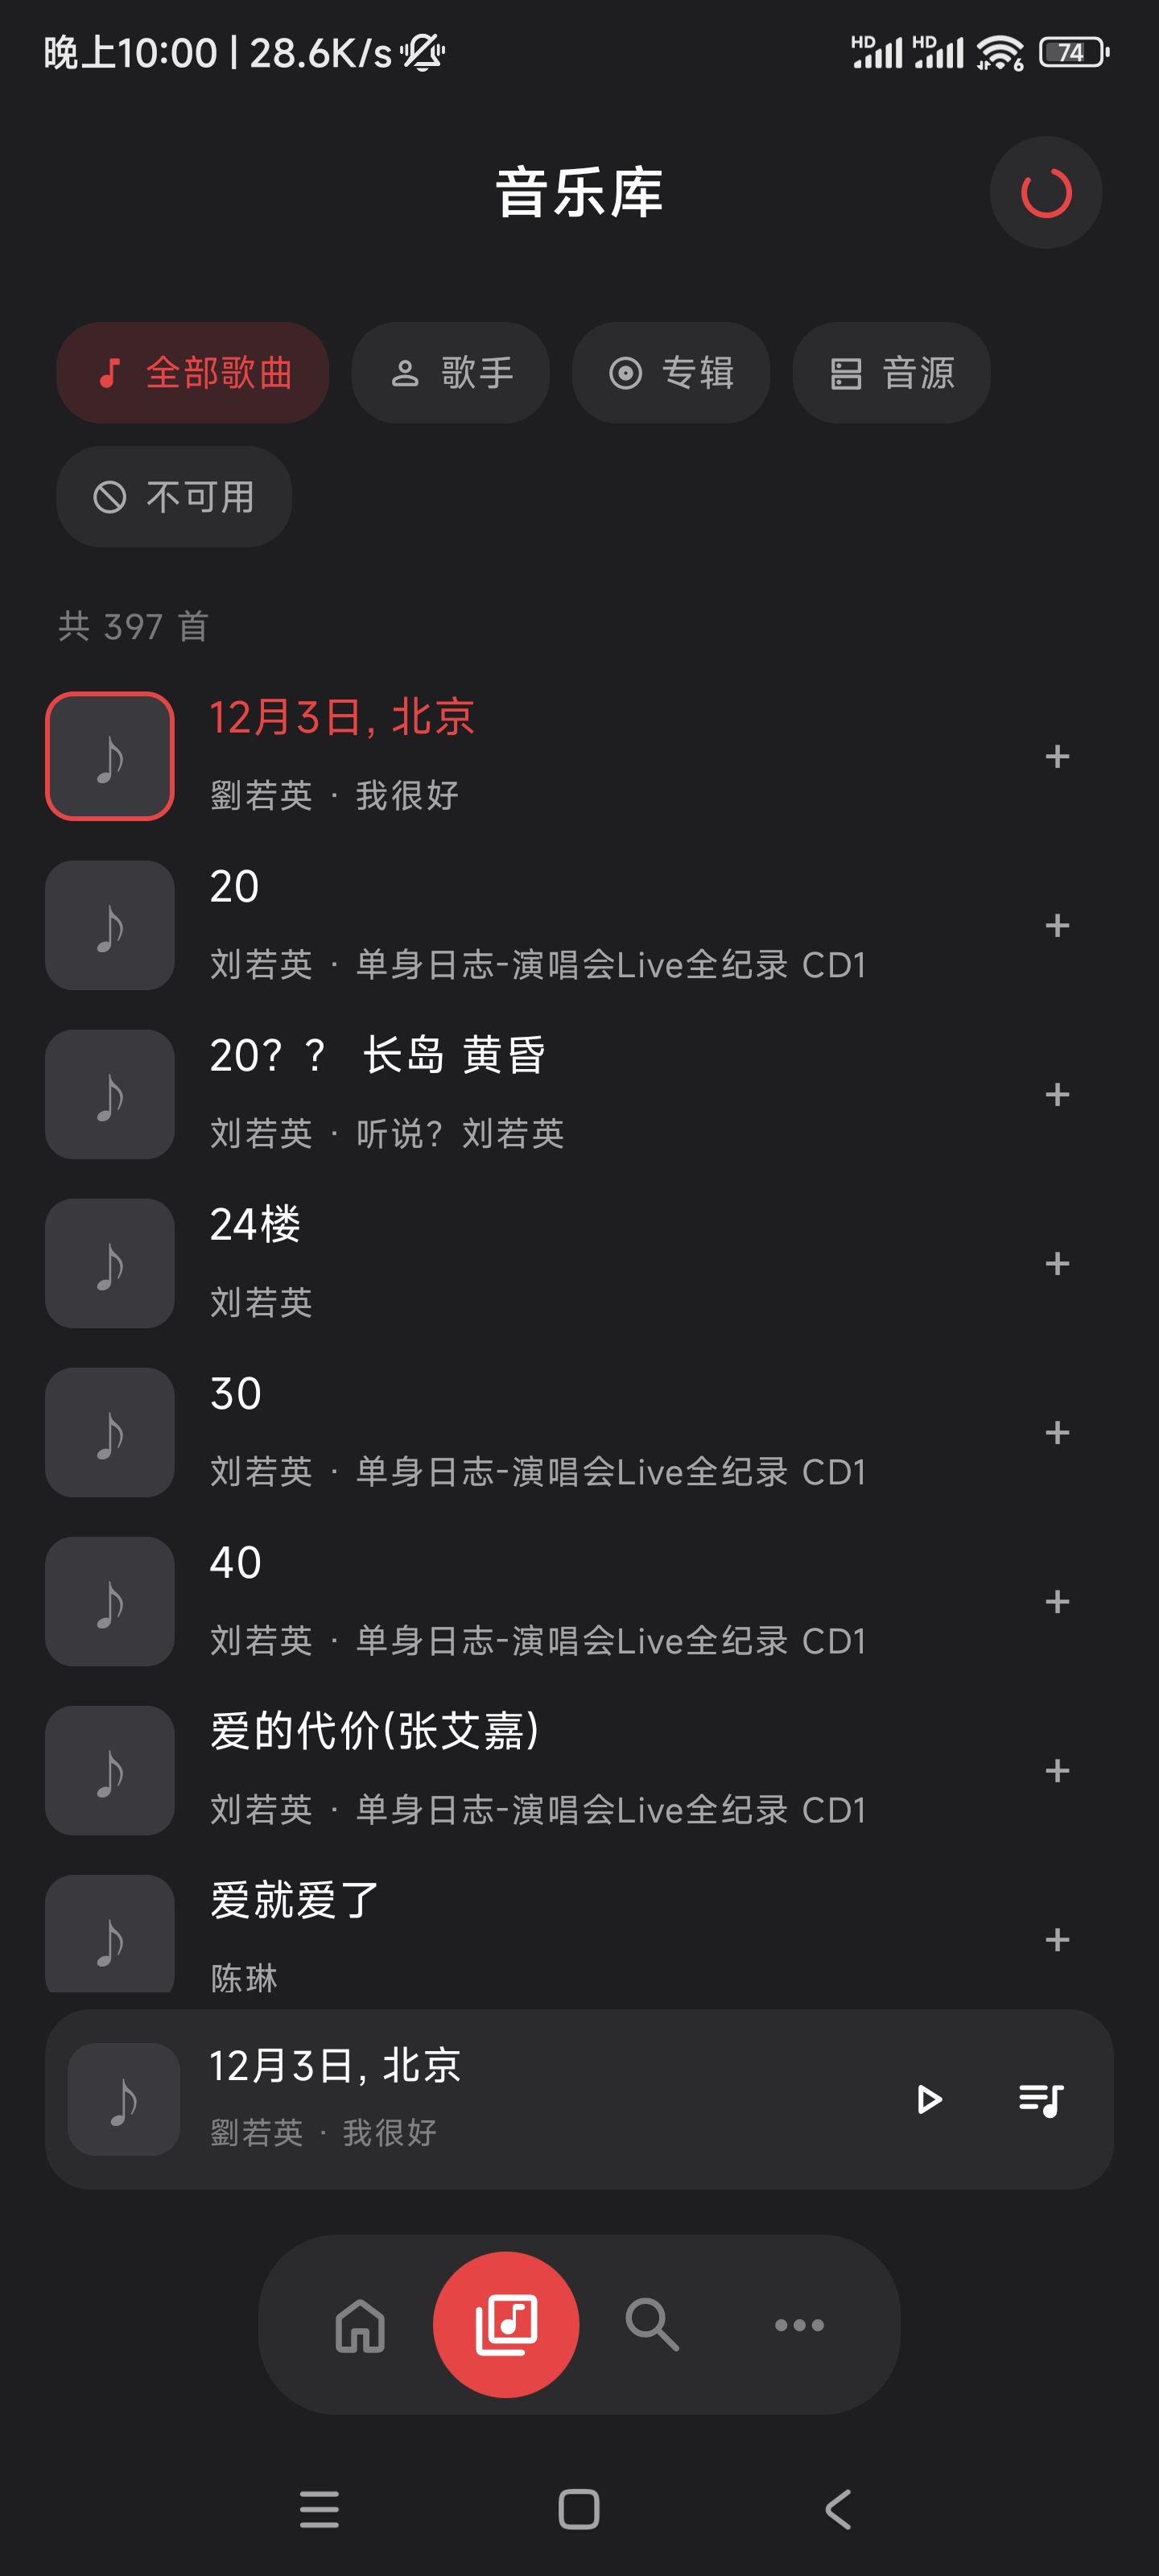 晚上10:00 | 28.6K/s
HD HD 6 74
音乐库
全部歌曲 歌手 专辑 音源
不可用
共 397 首
12月3日, 北京
劉若英 · 我很好
+
20
刘若英 · 单身日志-演唱会Live全纪录 CD1
+
20？？ 长岛 黄昏
刘若英 · 听说？刘若英
+
24楼
刘若英
+
30
刘若英 · 单身日志-演唱会Live全纪录 CD1
+
40
刘若英 · 单身日志-演唱会Live全纪录 CD1
+
爱的代价(张艾嘉)
刘若英 · 单身日志-演唱会Live全纪录 CD1
+
爱就爱了
陈琳
+
12月3日, 北京
劉若英 · 我很好